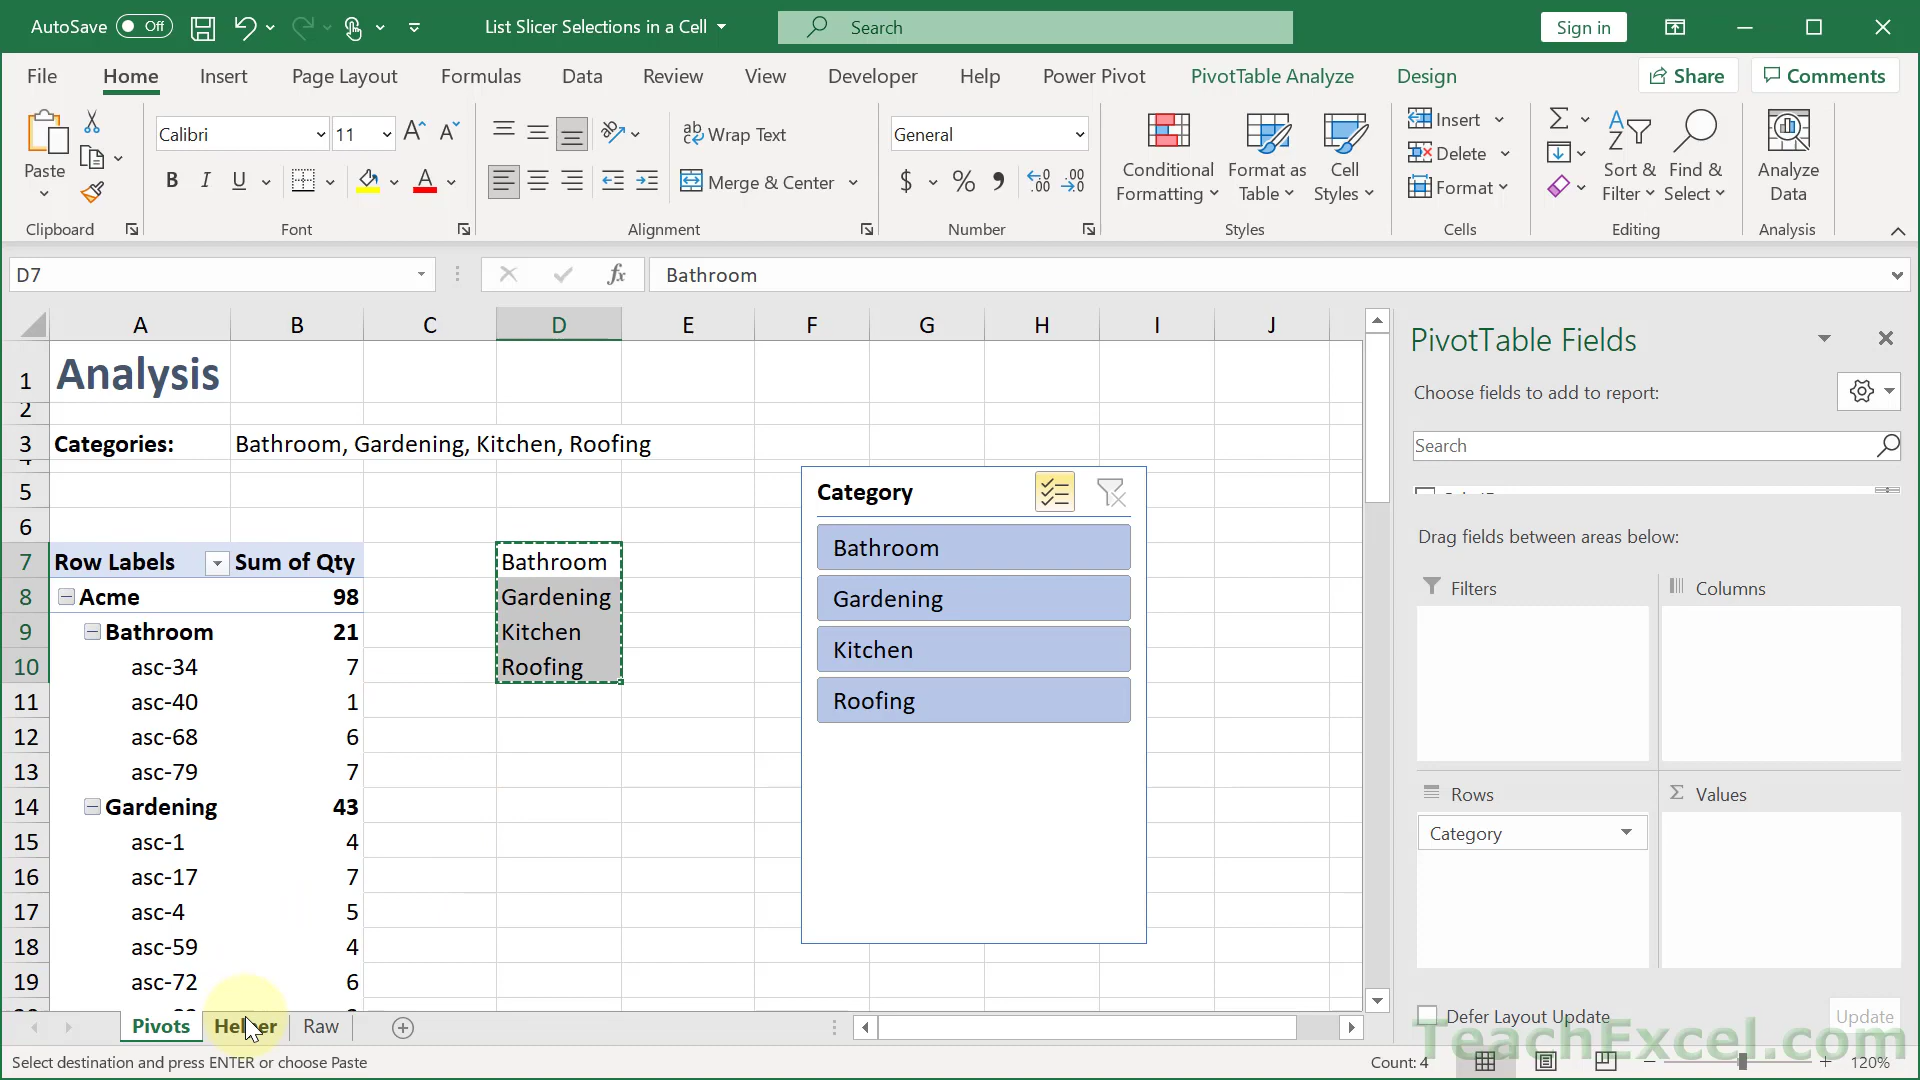 AutoSave Off List Slicer Selections in a Cell Search Sign in
File Home Insert Page Layout Formulas Data Review View Developer Help Power Pivot PivotTable Analyze Design Share Comments
Paste
Clipboard
Calibri 11
B I U
Font
Wrap Text
Merge & Center
Alignment
General
Number
Conditional Formatting
Format as Table
Cell Styles
Styles
Insert
Delete
Format
Cells
Sort & Filter
Find & Select
Editing
Analyze Data
Analysis
D7 fx Bathroom
A B C D E F G H I J
1 Analysis
2
3 Categories: Bathroom, Gardening, Kitchen, Roofing
5
6
7 Row Labels Sum of Qty Bathroom
8 Acme 98 Gardening
9 Bathroom 21 Kitchen
10 asc-34 7 Roofing
11 asc-40 1
12 asc-68 6
13 asc-79 7
14 Gardening 43
15 asc-1 4
16 asc-17 7
17 asc-4 5
18 asc-59 4
19 asc-72 6
Category
Bathroom
Gardening
Kitchen
Roofing
PivotTable Fields
Choose fields to add to report:
Search
Drag fields between areas below:
Filters Columns
Rows Values
Category
Defer Layout Update Update
Pivots Helper Raw
TeachExcel.com
Select destination and press ENTER or choose Paste Count: 4 120%